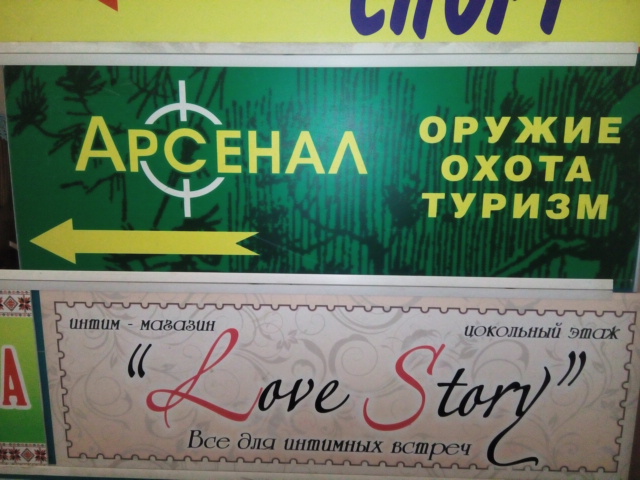 СПОРТ
АРСЕНАЛ
ОРУЖИЕ
ОХОТА
ТУРИЗМ
интим - магазин
цокольный этаж
"Love Story"
Все для интимных встреч
А